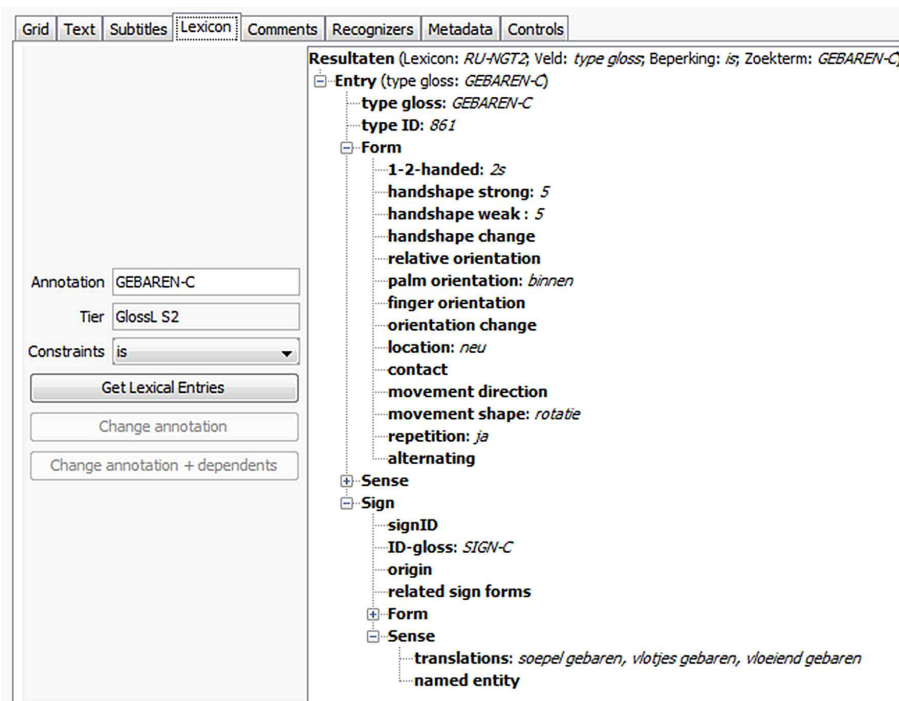 Grid Text Subtitles Lexicon Comments Recognizers Metadata Controls
Resultaten (Lexicon: RU-NGT2; Veld: type gloss; Beperking: is; Zoekterm: GEBAREN-C)
Entry (type gloss: GEBAREN-C)
type gloss: GEBAREN-C
type ID: 861
Form
1-2-handed: 2s
handshape strong: 5
handshape weak : 5
handshape change
relative orientation
Annotation GEBAREN-C
palm orientation: binnen
finger orientation
Tier GlossL S2
orientation change
location: neu
Constraints is
contact
Get Lexical Entries
movement direction
movement shape: rotatie
Change annotation
repetition: ja
alternating
Change annotation + dependents
Sense
Sign
signID
ID-gloss: SIGN-C
origin
related sign forms
Form
Sense
translations: soepel gebaren, vlotjes gebaren, vloeiend gebaren
named entity